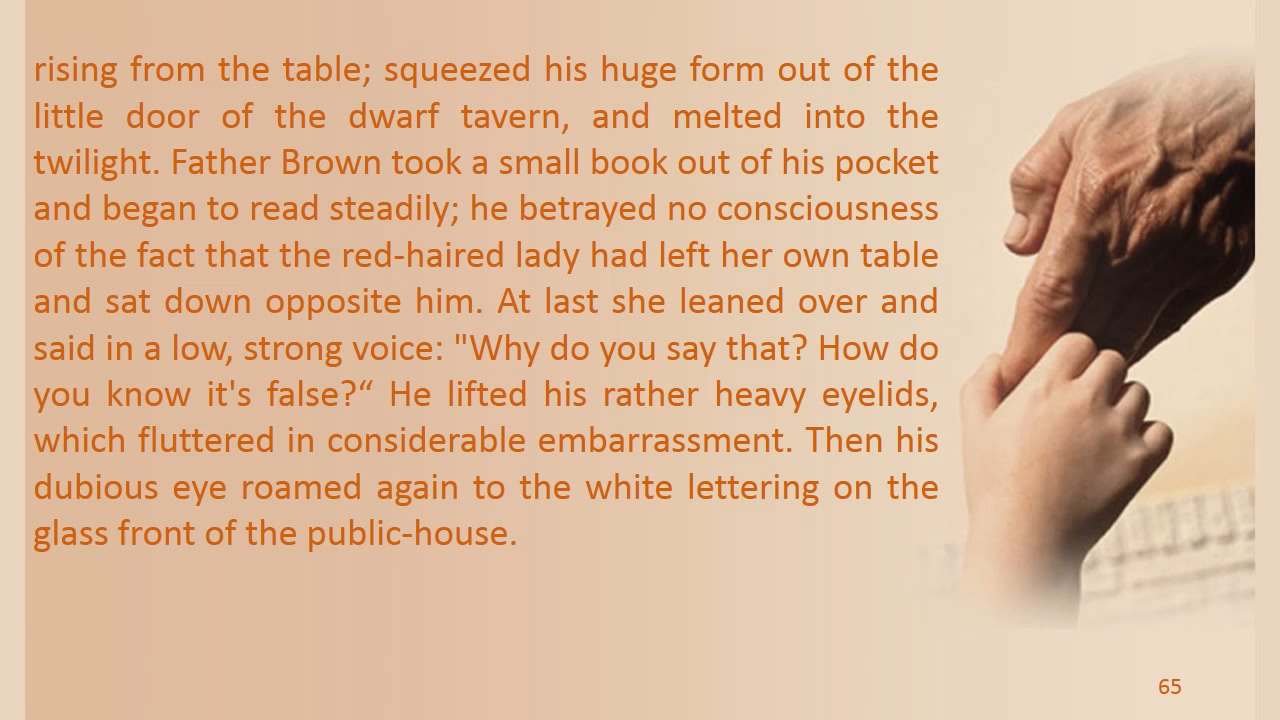 rising from the table; squeezed his huge form out of the
little door of the dwarf tavern, and melted into the
twilight. Father Brown took a small book out of his pocket
and began to read steadily; he betrayed no consciousness
of the fact that the red-haired lady had left her own table
and sat down opposite him. At last she leaned over and
said in a low, strong voice: "Why do you say that? How do
you know it's false?“ He lifted his rather heavy eyelids,
which fluttered in considerable embarrassment. Then his
dubious eye roamed again to the white lettering on the
glass front of the public-house.
65